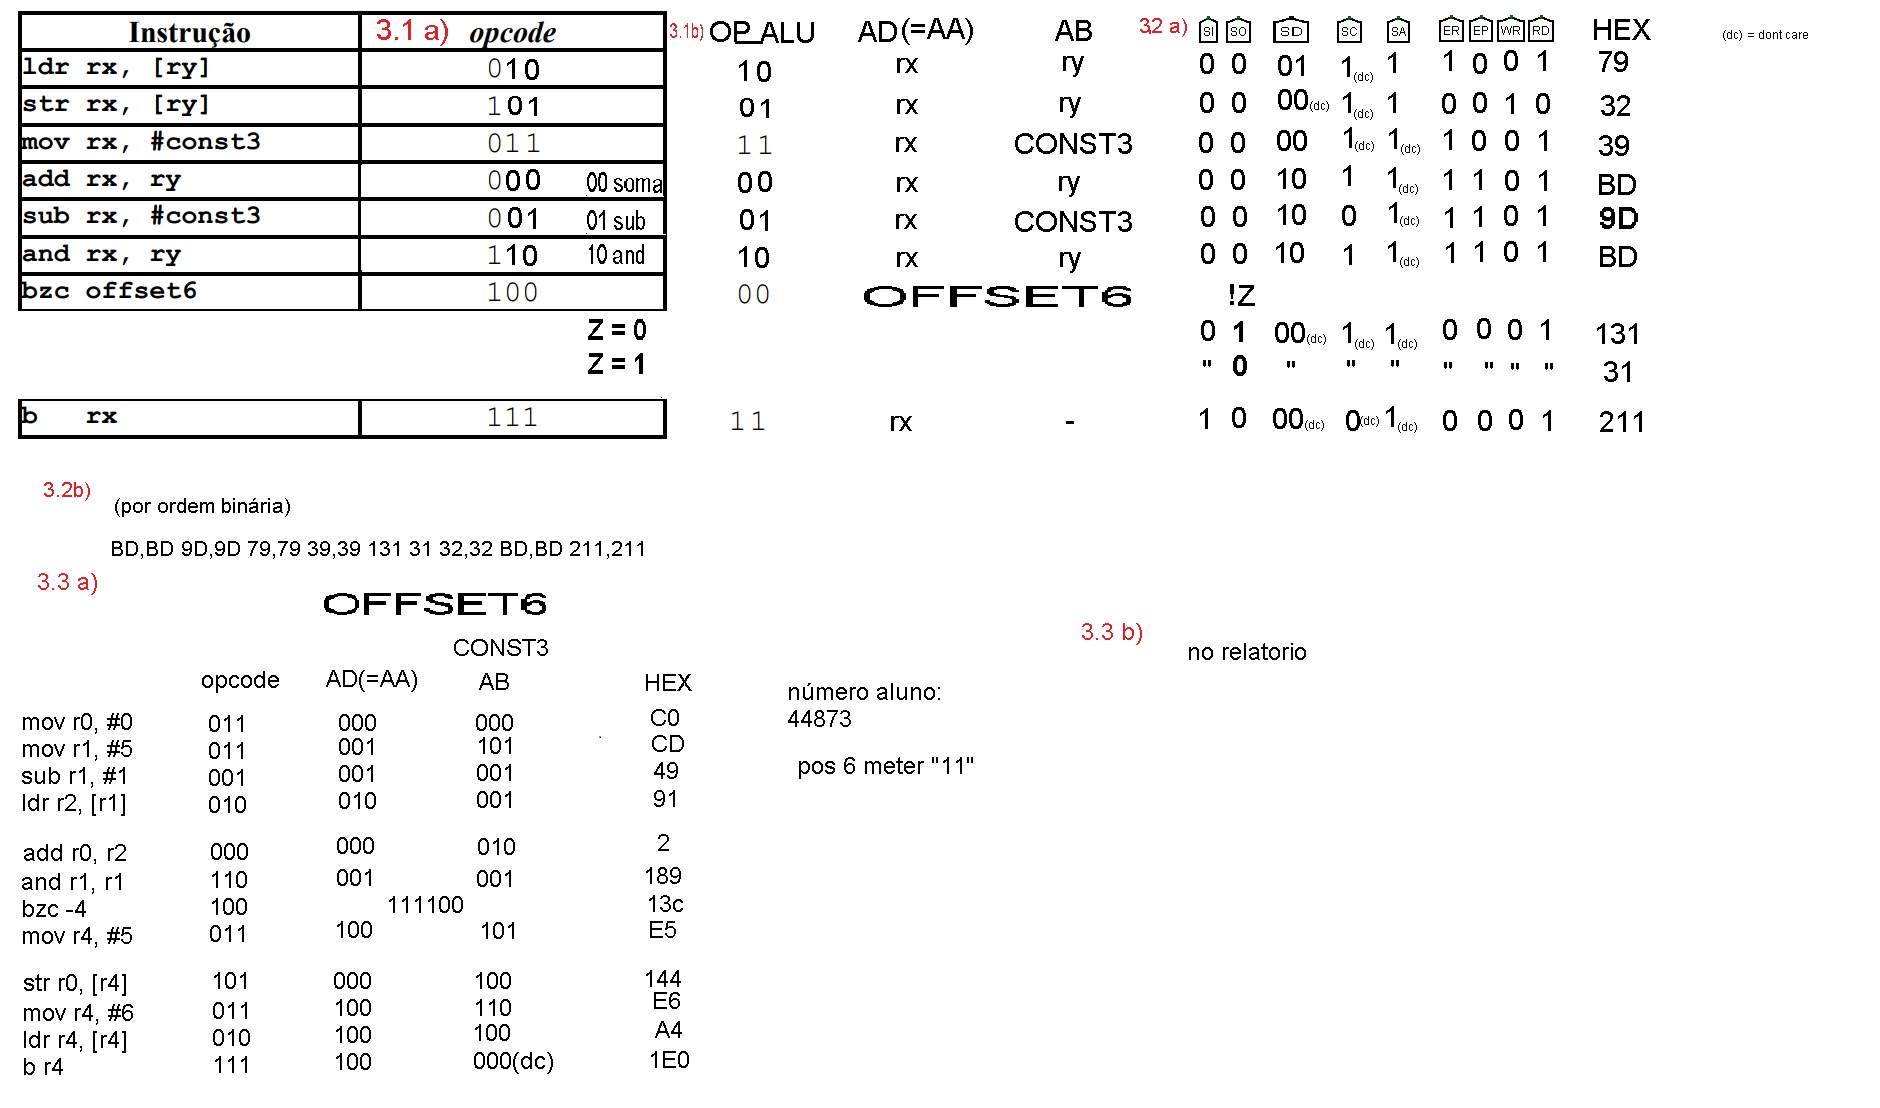 Instrução 3.1 a) opcode 3.1b) OP_ALU AD(=AA) AB 3.2 a) SI SO SD SC SA ER EP WR RD HEX (dc) = dont care
ldr rx, [ry] 010 10 rx ry 0 0 01 1(dc) 1 1 0 0 1 79
str rx, [ry] 101 01 rx ry 0 0 00(dc) 1(dc) 1 0 0 1 0 32
mov rx, #const3 011 11 rx CONST3 0 0 00 1(dc) 1(dc) 1 0 0 1 39
add rx, ry 000 00 soma 00 rx ry 0 0 10 1 1(dc) 1 1 0 1 BD
sub rx, #const3 001 01 sub 01 rx CONST3 0 0 10 0 1(dc) 1 1 0 1 9D
and rx, ry 110 10 and 10 rx ry 0 0 10 1 1(dc) 1 1 0 1 BD
bzc offset6 100 00 OFFSET6 !Z
Z = 0 0 1 00(dc) 1(dc) 1(dc) 0 0 0 1 131
Z = 1 " 0 " " " " " " " 31
b rx 111 11 rx - 1 0 00(dc) 0(dc) 1(dc) 0 0 0 1 211
3.2b)
(por ordem binária)
BD,BD 9D,9D 79,79 39,39 131 31 32,32 BD,BD 211,211
3.3 a)
OFFSET6
CONST3
opcode AD(=AA) AB HEX
mov r0, #0 011 000 000 C0
mov r1, #5 011 001 101 CD
sub r1, #1 001 001 001 49
ldr r2, [r1] 010 010 001 91
add r0, r2 000 000 010 2
and r1, r1 110 001 001 189
bzc -4 100 111100 13c
mov r4, #5 011 100 101 E5
str r0, [r4] 101 000 100 144
mov r4, #6 011 100 110 E6
ldr r4, [r4] 010 100 100 A4
b r4 111 100 000(dc) 1E0
número aluno:
44873
pos 6 meter "11"
3.3 b)
no relatorio